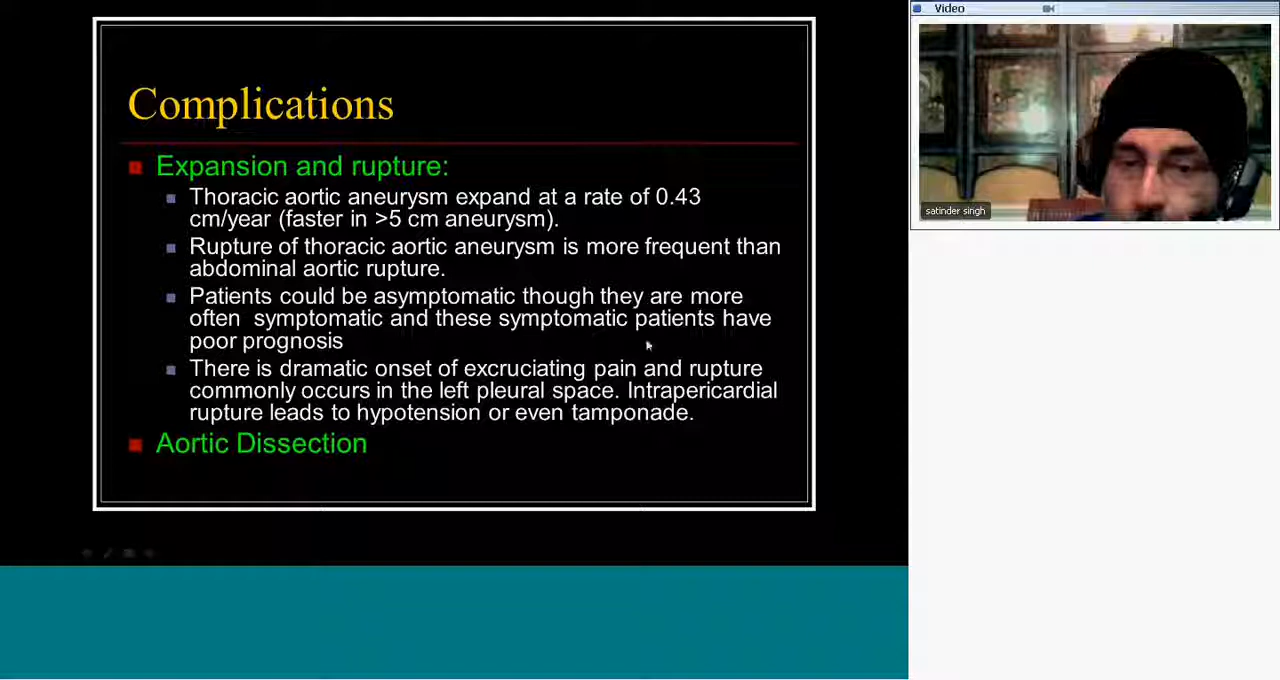 Complications
Expansion and rupture:
Thoracic aortic aneurysm expand at a rate of 0.43
cm/year (faster in >5 cm aneurysm).
Rupture of thoracic aortic aneurysm is more frequent than
abdominal aortic rupture.
Patients could be asymptomatic though they are more
often symptomatic and these symptomatic patients have
poor prognosis
There is dramatic onset of excruciating pain and rupture
commonly occurs in the left pleural space. Intrapericardial
rupture leads to hypotension or even tamponade.
Aortic Dissection
Video
satinder singh